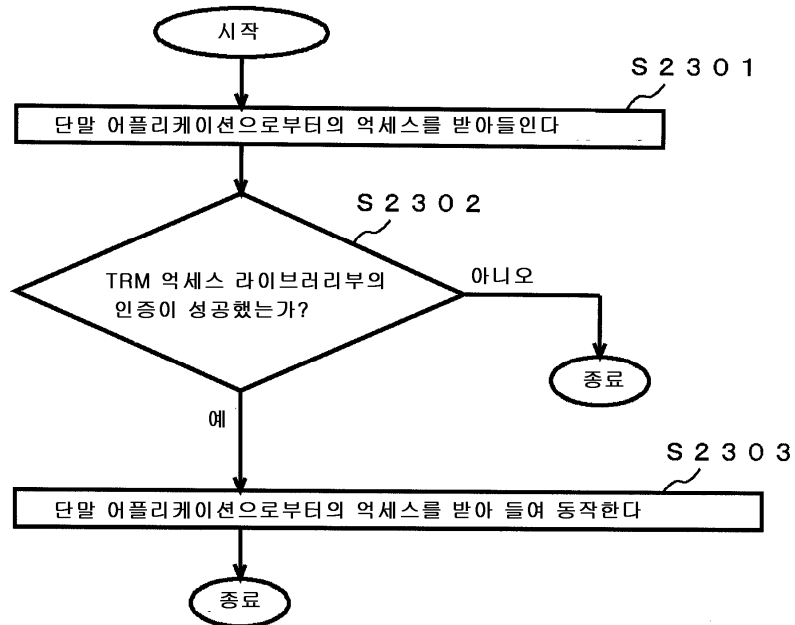 시작
S2301
단말 어플리케이션으로부터의 억세스를 받아들인다
S2302
TRM 억세스 라이브러리부의
인증이 성공했는가?
아니오
종료
예
S2303
단말 어플리케이션으로부터의 억세스를 받아 들여 동작한다
종료